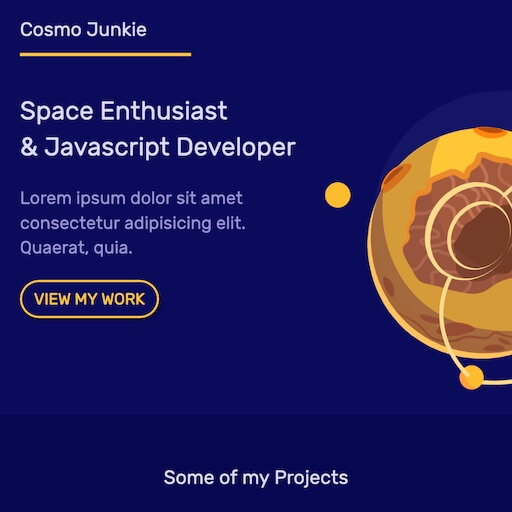 Cosmo Junkie
Space Enthusiast
& Javascript Developer
Lorem ipsum dolor sit amet
consectetur adipisicing elit.
Quaerat, quia.
VIEW MY WORK
Some of my Projects